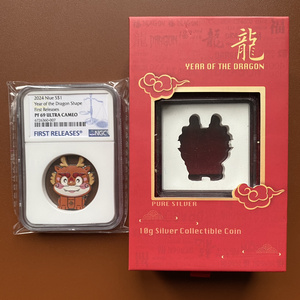 2024 Niue S$1
Year of the Dragon Shape
First Releases
PF 69 ULTRA CAMEO
FIRST RELEASES
NGC
龍
YEAR OF THE DRAGON
PURE SILVER
10g Silver Collectible Coin